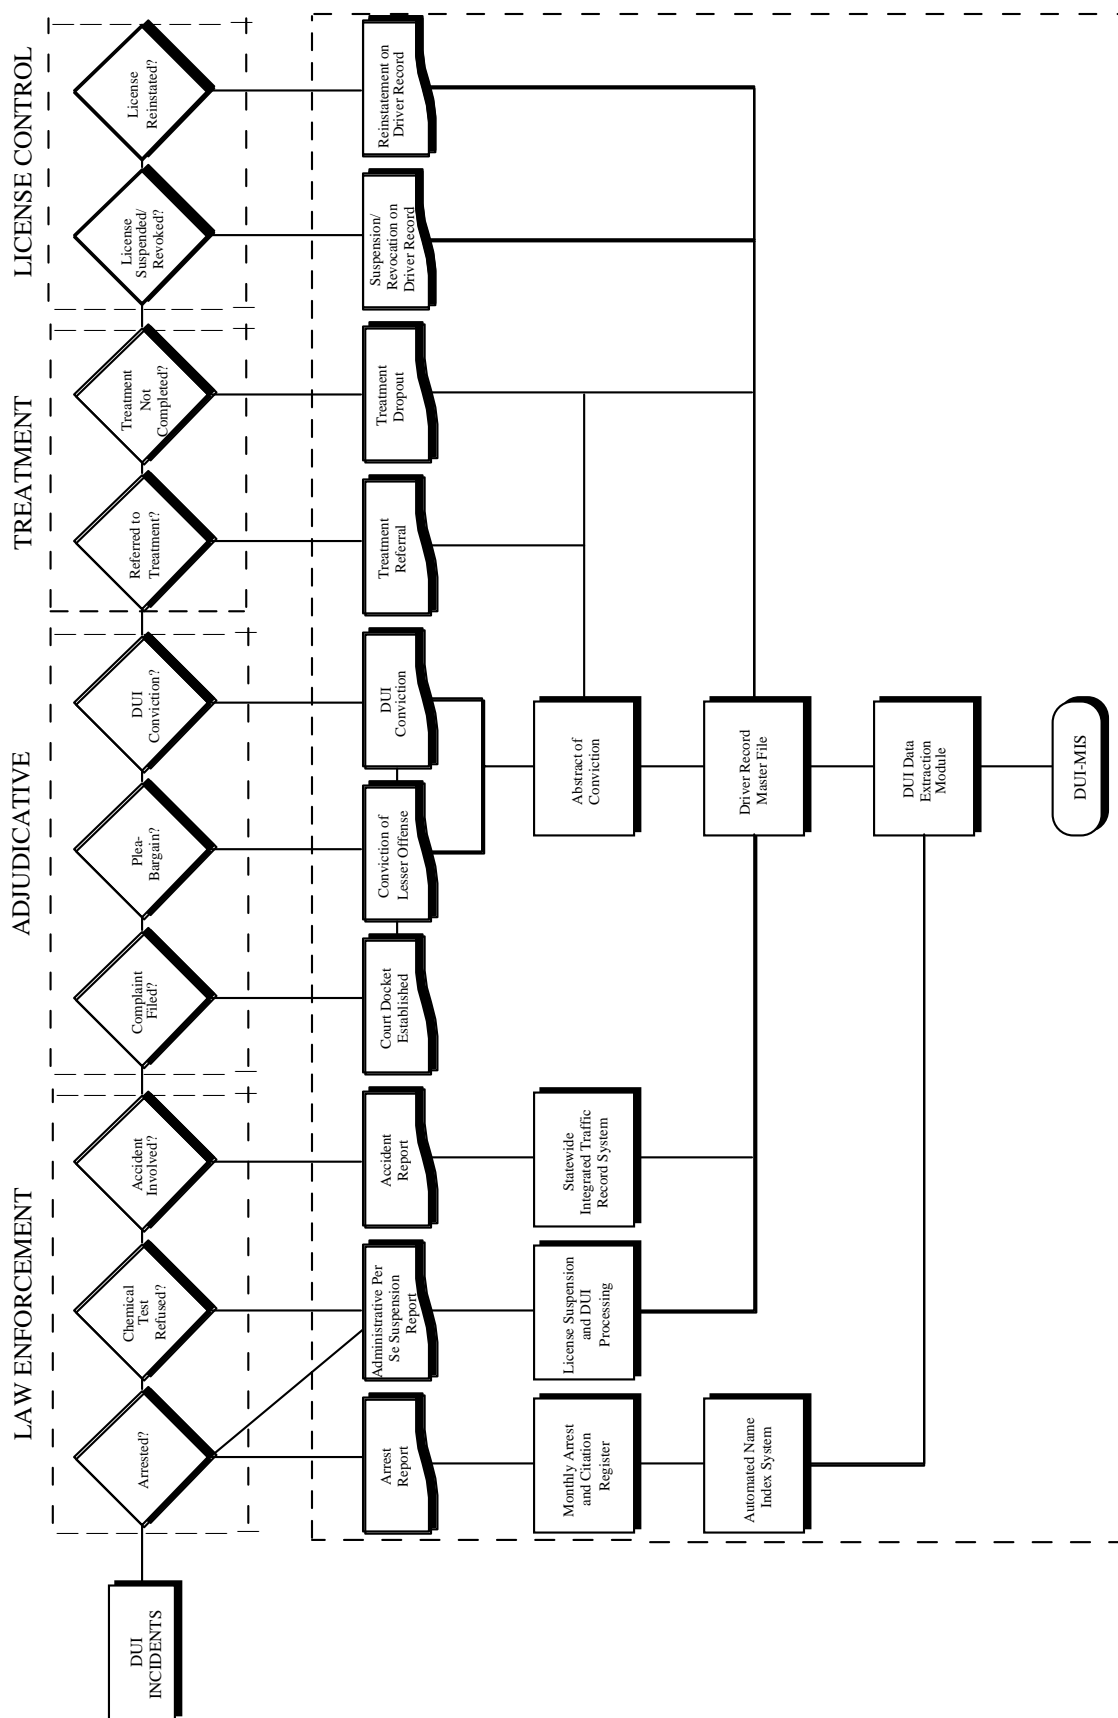 LAW ENFORCEMENT
ADJUDICATIVE
TREATMENT
LICENSE CONTROL
DUI
INCIDENTS
Arrested?
Chemical
Test
Refused?
Accident
Involved?
Complaint
Filed?
Plea-
Bargain?
DUI
Conviction?
Referred to
Treatment?
Treatment
Not
Completed?
License
Suspended/
Revoked?
License
Reinstated?
Arrest
Report
Administrative Per
Se Suspension
Report
Accident
Report
Court Docket
Established
Conviction of
Lesser Offense
DUI
Conviction
Treatment
Referral
Treatment
Dropout
Suspension/
Revocation on
Driver Record
Reinstatement on
Driver Record
Monthly Arrest
and Citation
Register
License Suspension
and DUI
Processing
Statewide
Integrated Traffic
Record System
Abstract of
Conviction
Automated Name
Index System
Driver Record
Master File
DUI Data
Extraction
Module
DUI-MIS